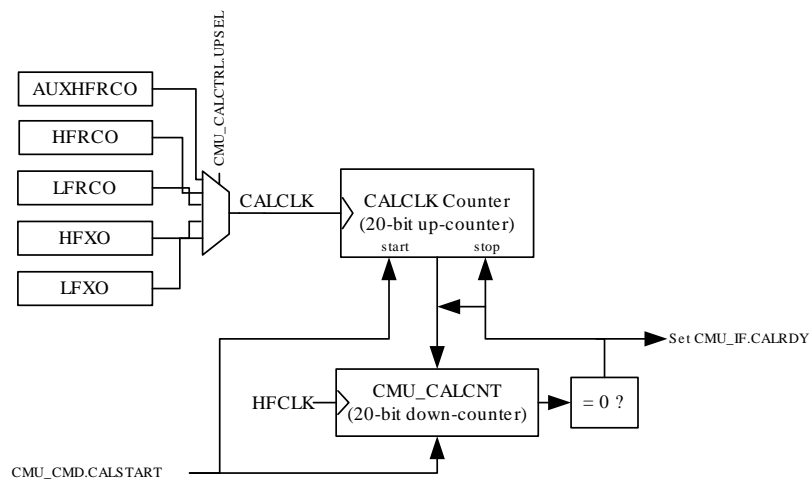 CMU_CALCTRL.UPSEL
AUXHFRCO
HFRCO
LFRCO
HFXO
LFXO
CALCLK
CALCLK Counter
(20-bit up-counter)
start
stop
Set CMU_IF.CALRDY
HFCLK
CMU_CALCNT
(20-bit down-counter)
= 0 ?
CMU_CMD.CALSTART